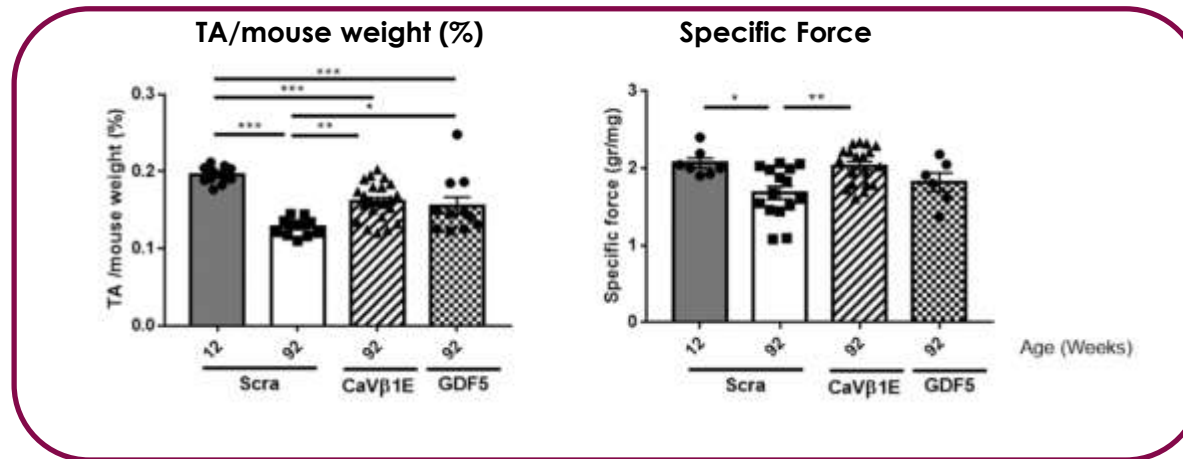 TA/mouse weight (%)
Specific Force
TA /mouse weight (%)
0.3
0.2
0.1
0.0
***
***
*
***
**
12
92
92
92
Scra
CaVβ1E
GDF5
Specific force (gr/mg)
3
2
1
0
*
**
12
92
92
92
Age (Weeks)
Scra
CaVβ1E
GDF5